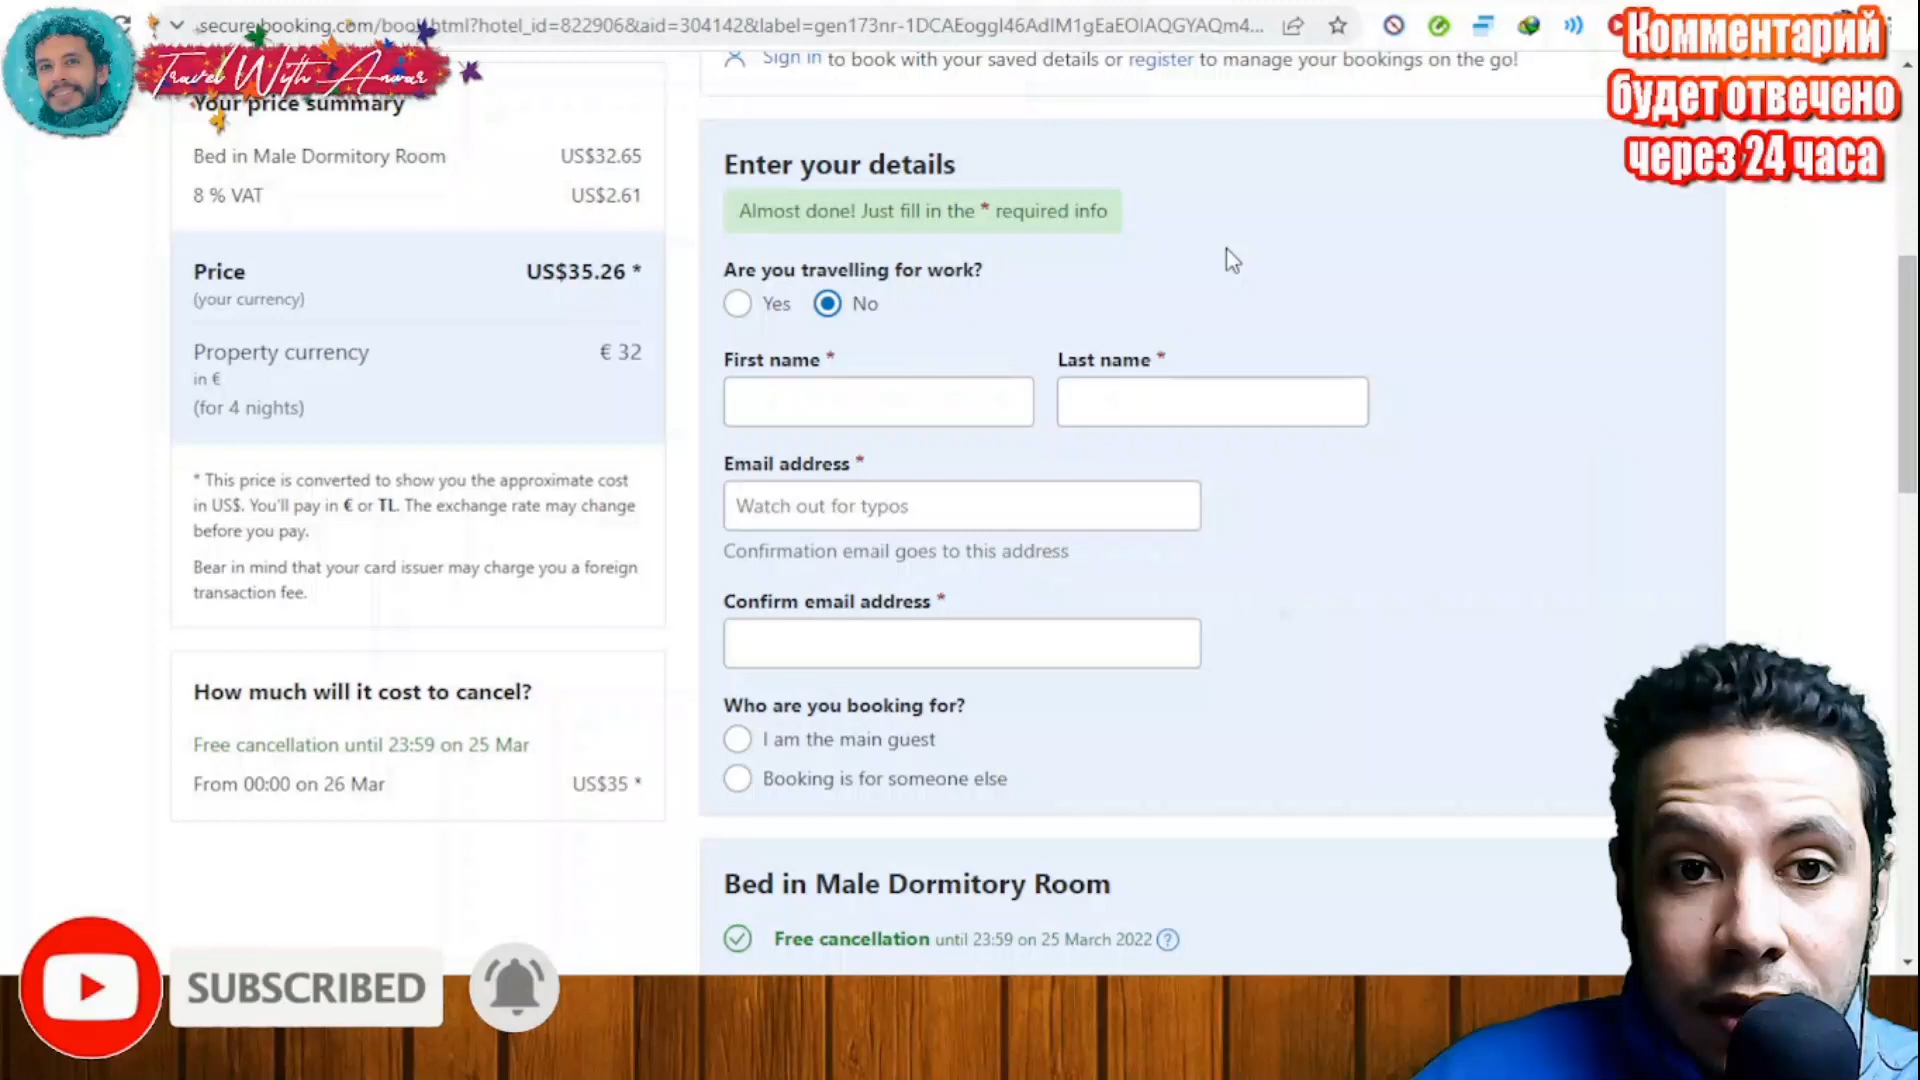 secure.booking.com/book.html?hotel_id=822906&aid=304142&label=gen173nr-1DCAEoggI46AdIM1gEaEOIAQGYAQm4...
Travel With Anwar
Комментарий
будет отвечено
через 24 часа
Sign in to book with your saved details or register to manage your bookings on the go!
Your price summary
Bed in Male Dormitory Room US$32.65
8 % VAT US$2.61
Price US$35.26 *
(your currency)
Property currency € 32
in €
(for 4 nights)
* This price is converted to show you the approximate cost
in US$. You'll pay in € or TL. The exchange rate may change
before you pay.
Bear in mind that your card issuer may charge you a foreign
transaction fee.
How much will it cost to cancel?
Free cancellation until 23:59 on 25 Mar
From 00:00 on 26 Mar US$35 *
Enter your details
Almost done! Just fill in the * required info
Are you travelling for work?
Yes No
First name * Last name *
Email address *
Watch out for typos
Confirmation email goes to this address
Confirm email address *
Who are you booking for?
I am the main guest
Booking is for someone else
Bed in Male Dormitory Room
Free cancellation until 23:59 on 25 March 2022 ?
SUBSCRIBED